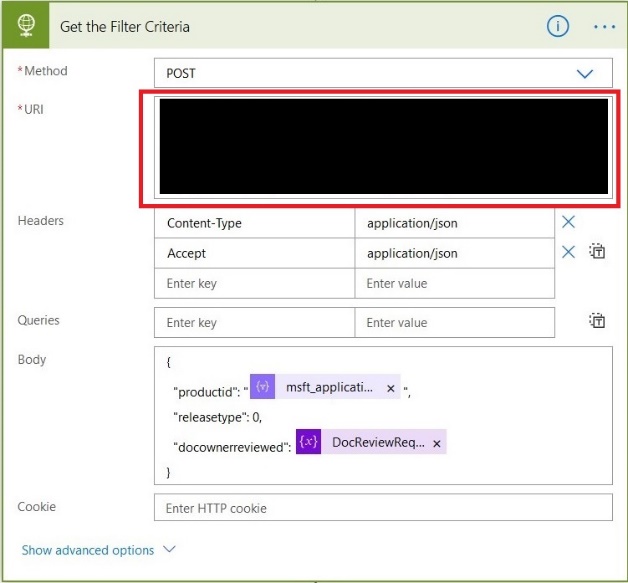 Get the Filter Criteria
*Method POST
*URI
Headers Content-Type application/json
Accept application/json
Enter key Enter value
Queries Enter key Enter value
Body {
"productid": " {v} msft_applicati... × ",
"releasetype": 0,
"docownerreviewed": {x} DocReviewReq... ×
}
Cookie Enter HTTP cookie
Show advanced options